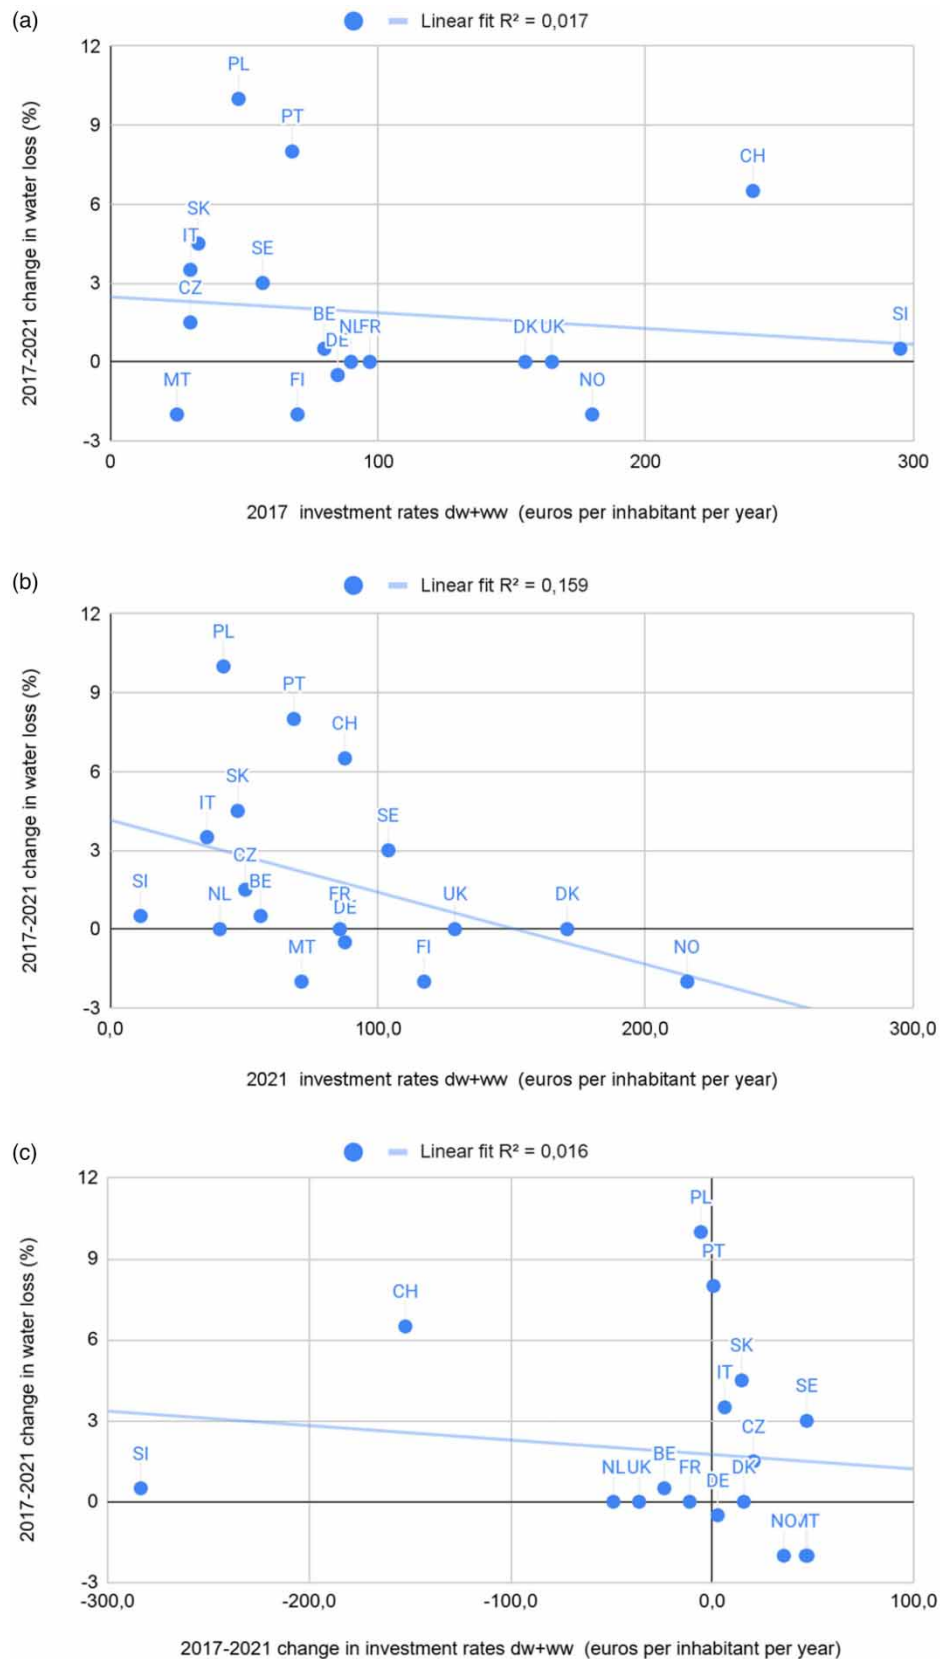 (a)
Linear fit R² = 0,017
2017-2021 change in water loss (%)
12
9
6
3
0
-3
PL
PT
CH
SK
IT
SE
CZ
BE
NL
FR
DE
DK
UK
SI
MT
FI
NO
0
100
200
300
2017 investment rates dw+ww (euros per inhabitant per year)
(b)
Linear fit R² = 0,159
2017-2021 change in water loss (%)
12
9
6
3
0
-3
PL
PT
CH
SK
IT
SE
CZ
SI
NL
BE
FR
DE
UK
DK
MT
FI
NO
0,0
100,0
200,0
300,0
2021 investment rates dw+ww (euros per inhabitant per year)
(c)
Linear fit R² = 0,016
2017-2021 change in water loss (%)
12
9
6
3
0
-3
PL
PT
CH
SK
IT
SE
CZ
SI
BE
NL
UK
FR
DE
DK
NO
-300,0
-200,0
-100,0
0,0
100,0
2017-2021 change in investment rates dw+ww (euros per inhabitant per year)